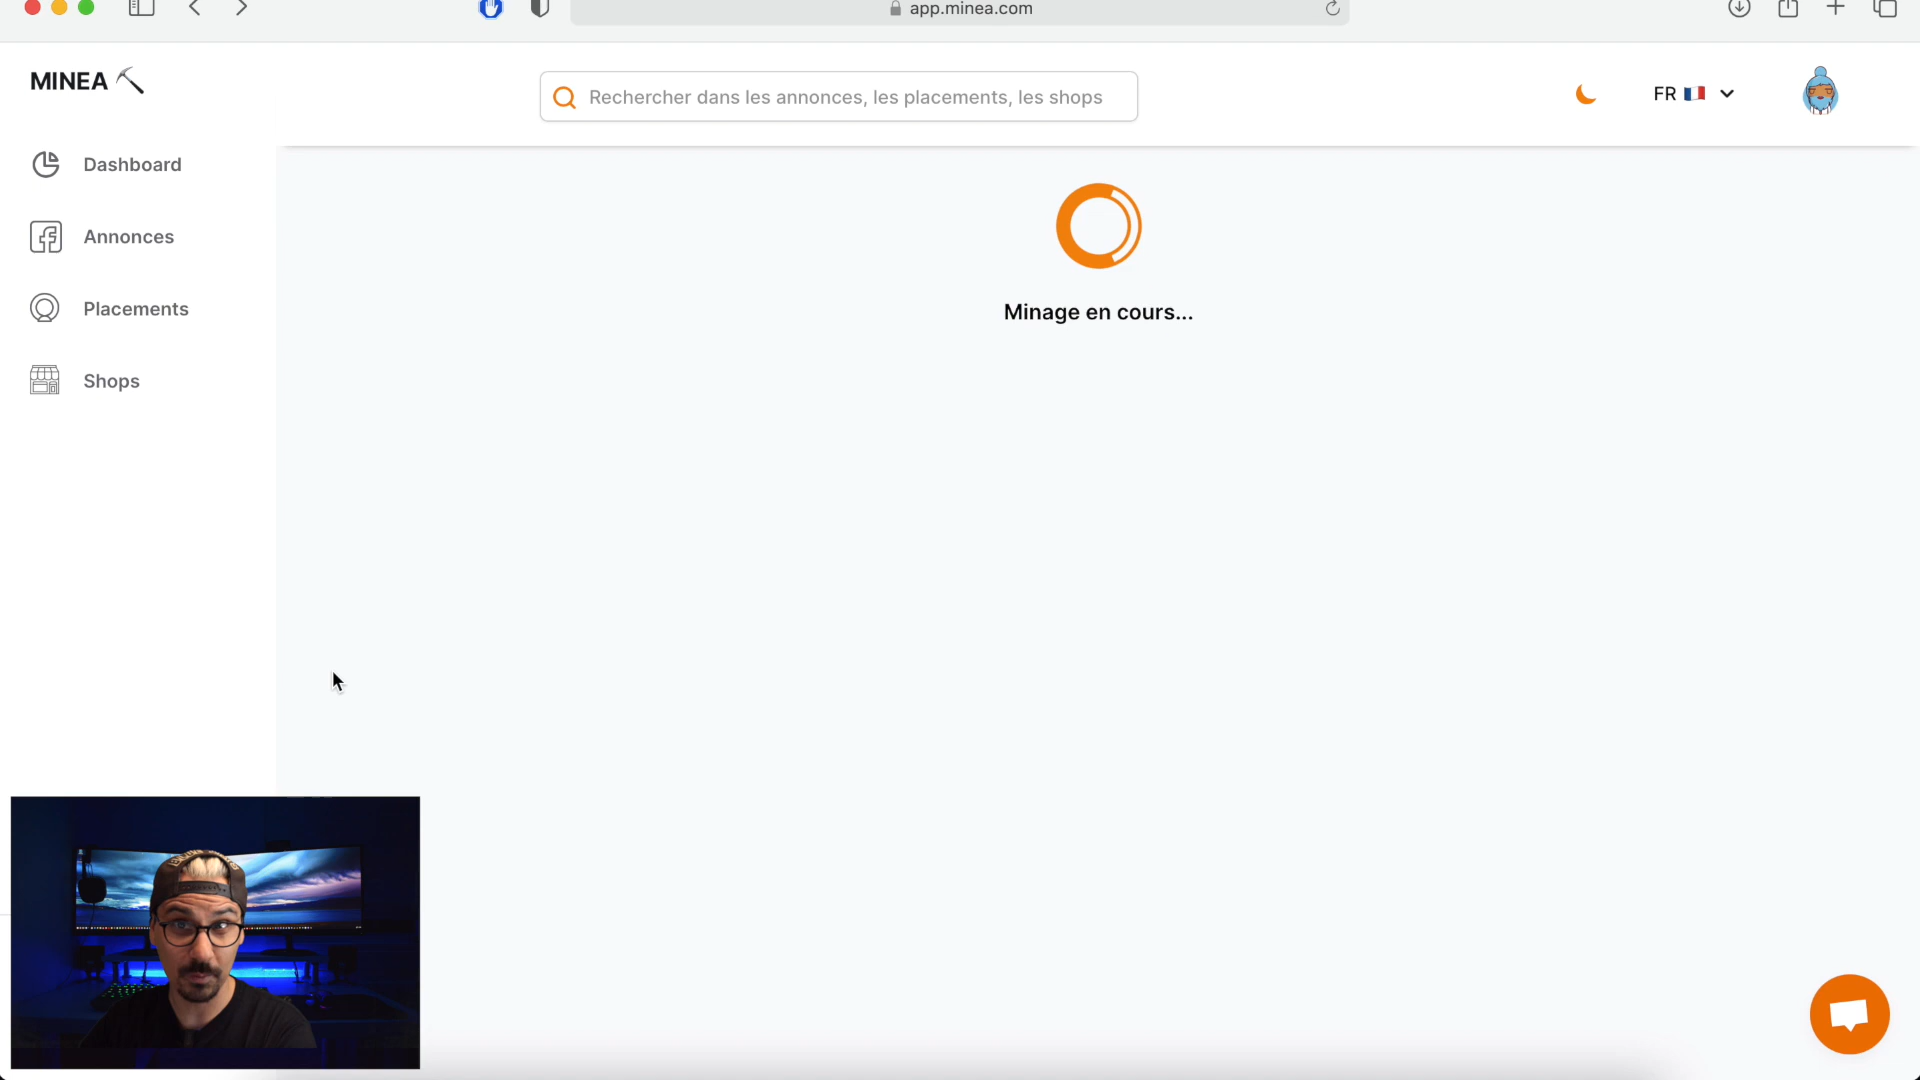 app.minea.com
MINEA
Rechercher dans les annonces, les placements, les shops
FR
Dashboard
Annonces
Placements
Shops
Minage en cours...